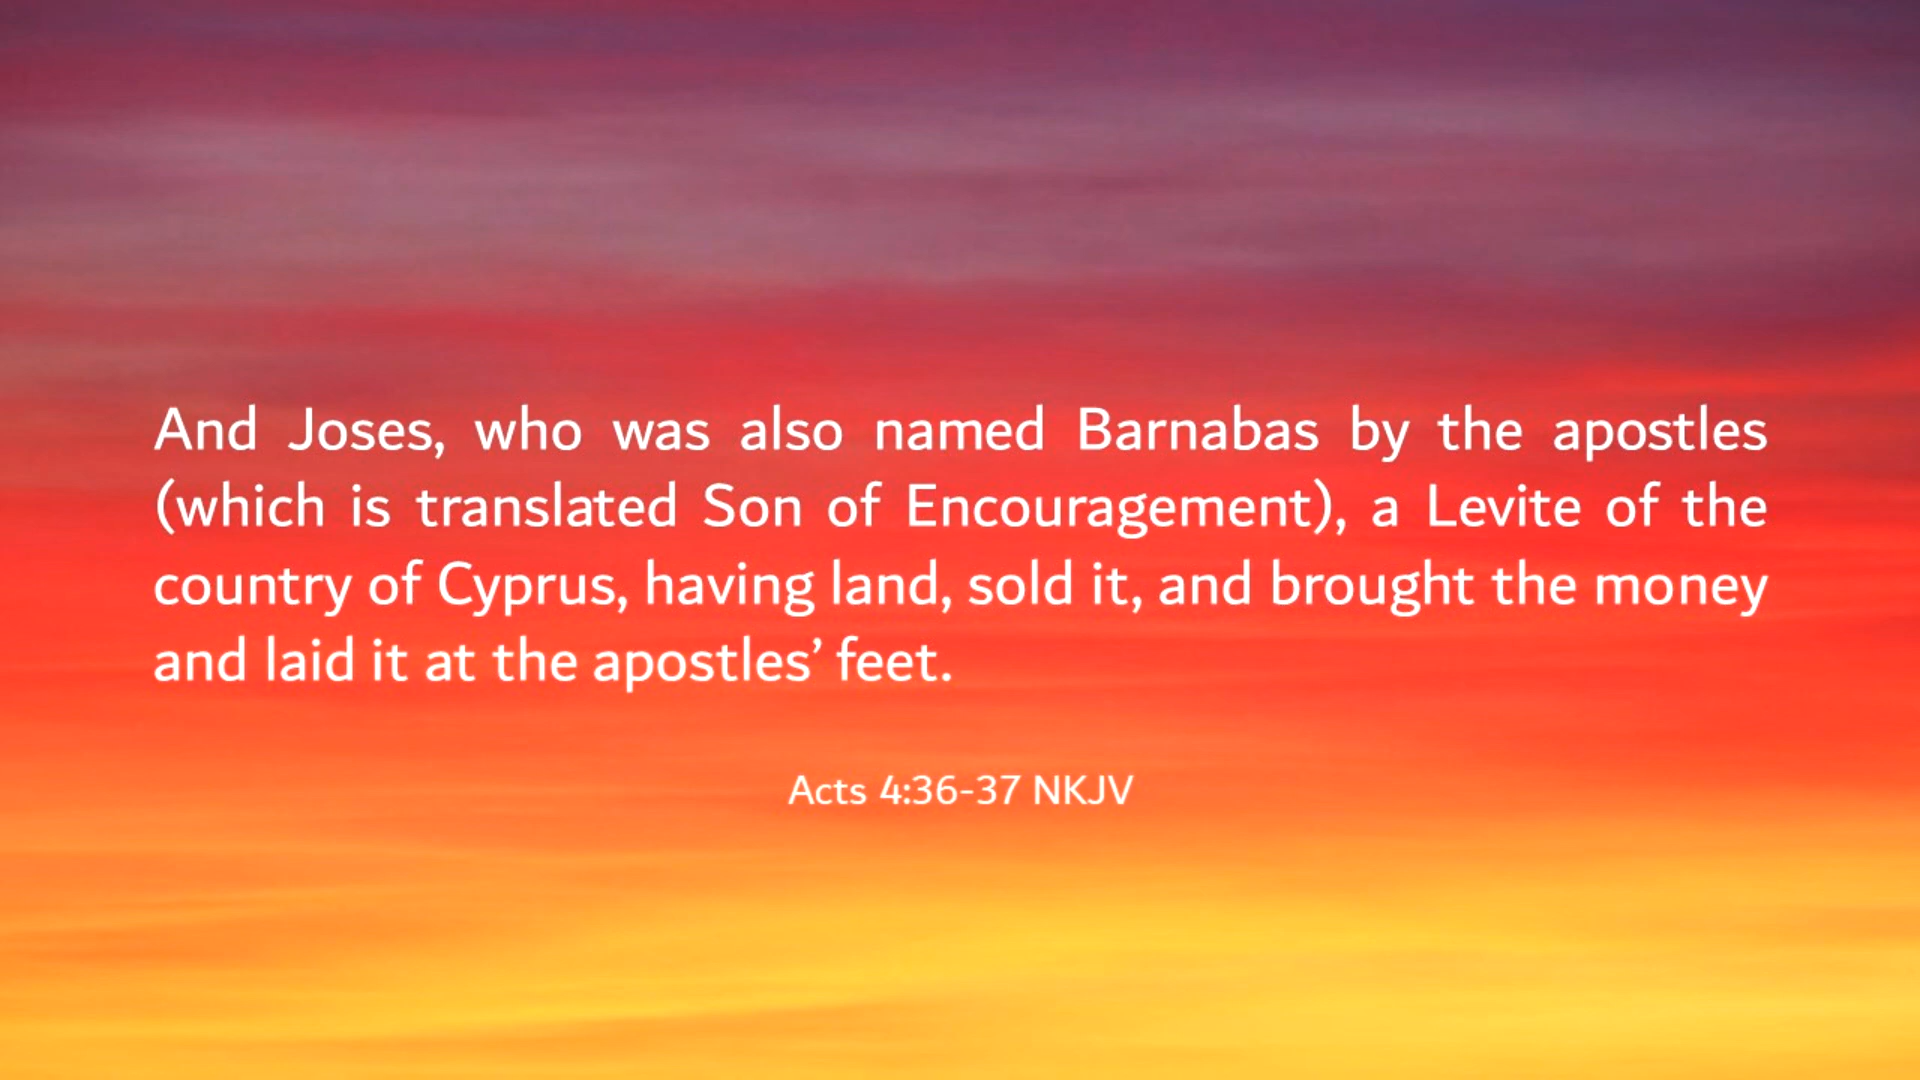 And Joses, who was also named Barnabas by the apostles
(which is translated Son of Encouragement), a Levite of the
country of Cyprus, having land, sold it, and brought the money
and laid it at the apostles’ feet.
Acts 4:36-37 NKJV